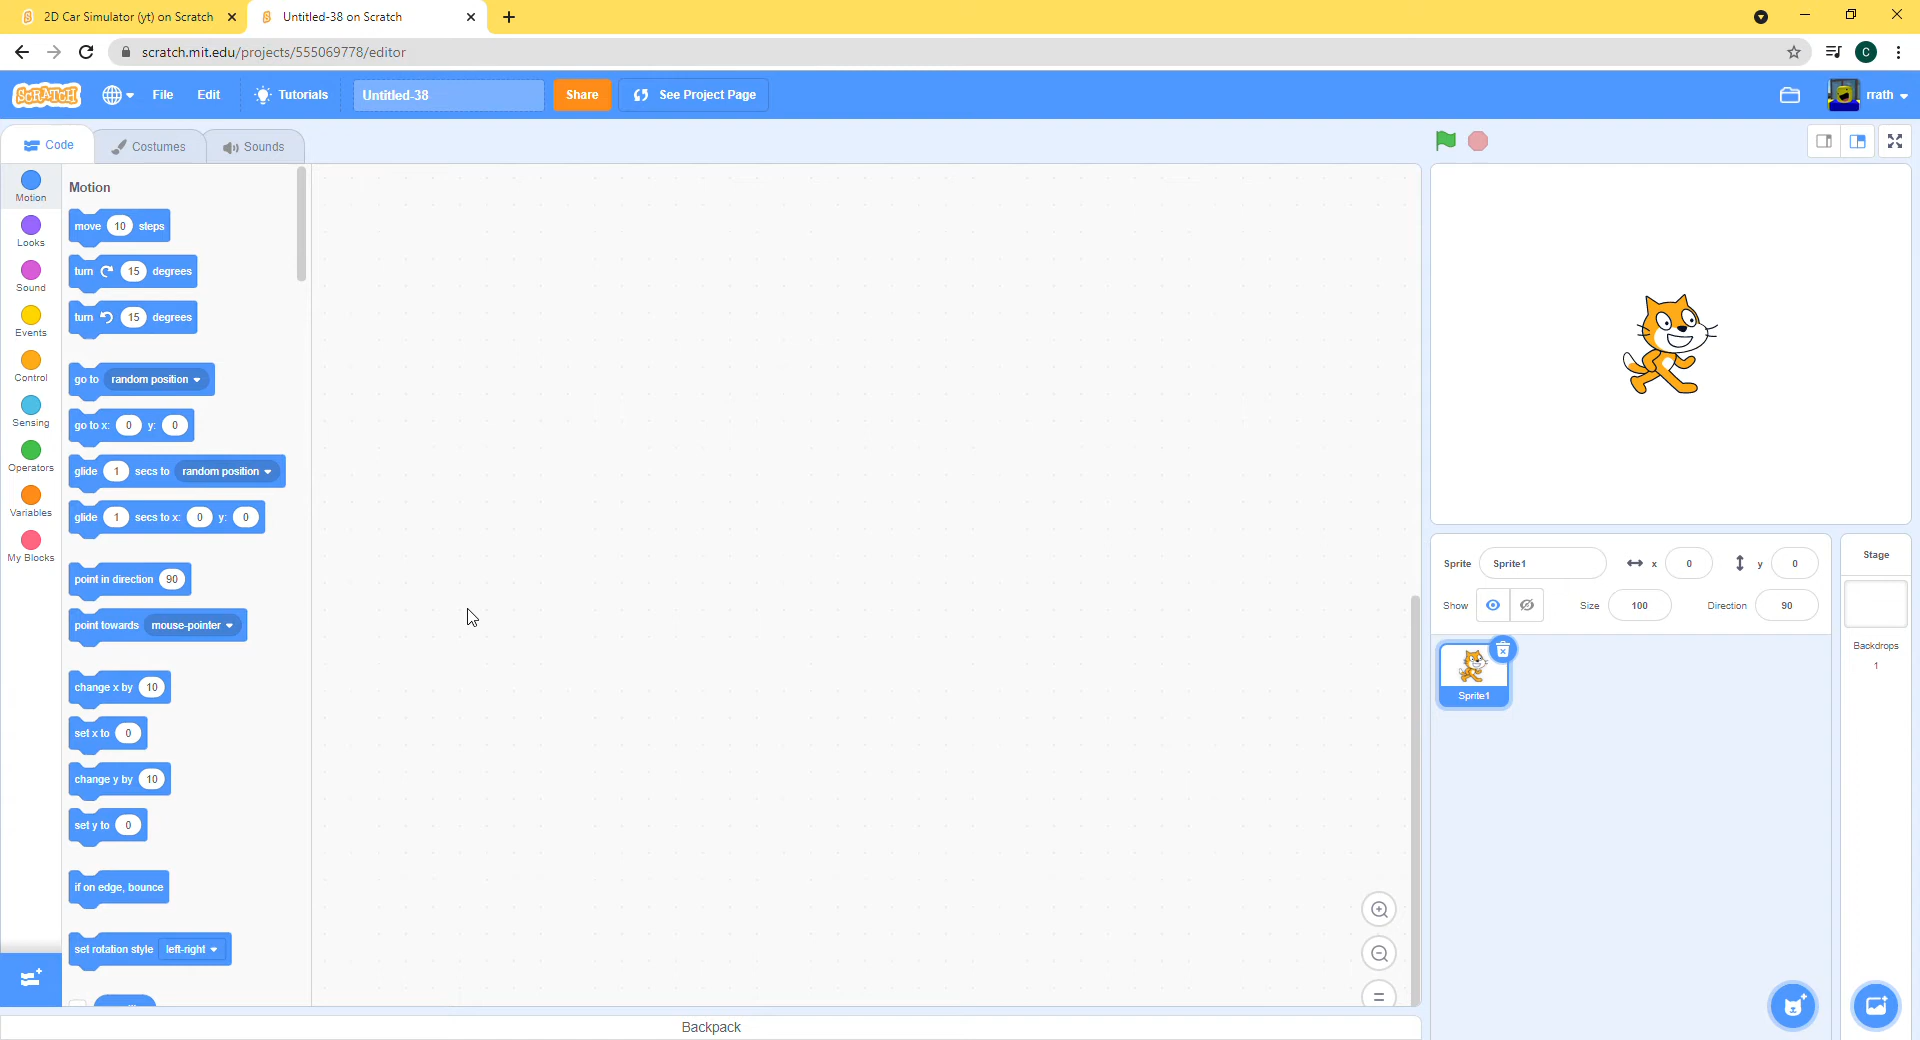 2D Car Simulator (yt) on Scratch
Untitled-38 on Scratch
scratch.mit.edu/projects/555069778/editor
C
SCRATCH
File
Edit
Tutorials
Untitled-38
Share
See Project Page
rrath
Code
Costumes
Sounds
Motion
Looks
Sound
Events
Control
Sensing
Operators
Variables
My Blocks
Motion
move 10 steps
turn 15 degrees
turn 15 degrees
go to random position
go to x: 0 y: 0
glide 1 secs to random position
glide 1 secs to x: 0 y: 0
point in direction 90
point towards mouse-pointer
change x by 10
set x to 0
change y by 10
set y to 0
if on edge, bounce
set rotation style left-right
Backpack
Sprite Sprite1 x 0 y 0
Show Size 100 Direction 90
Sprite1
Stage
Backdrops
1